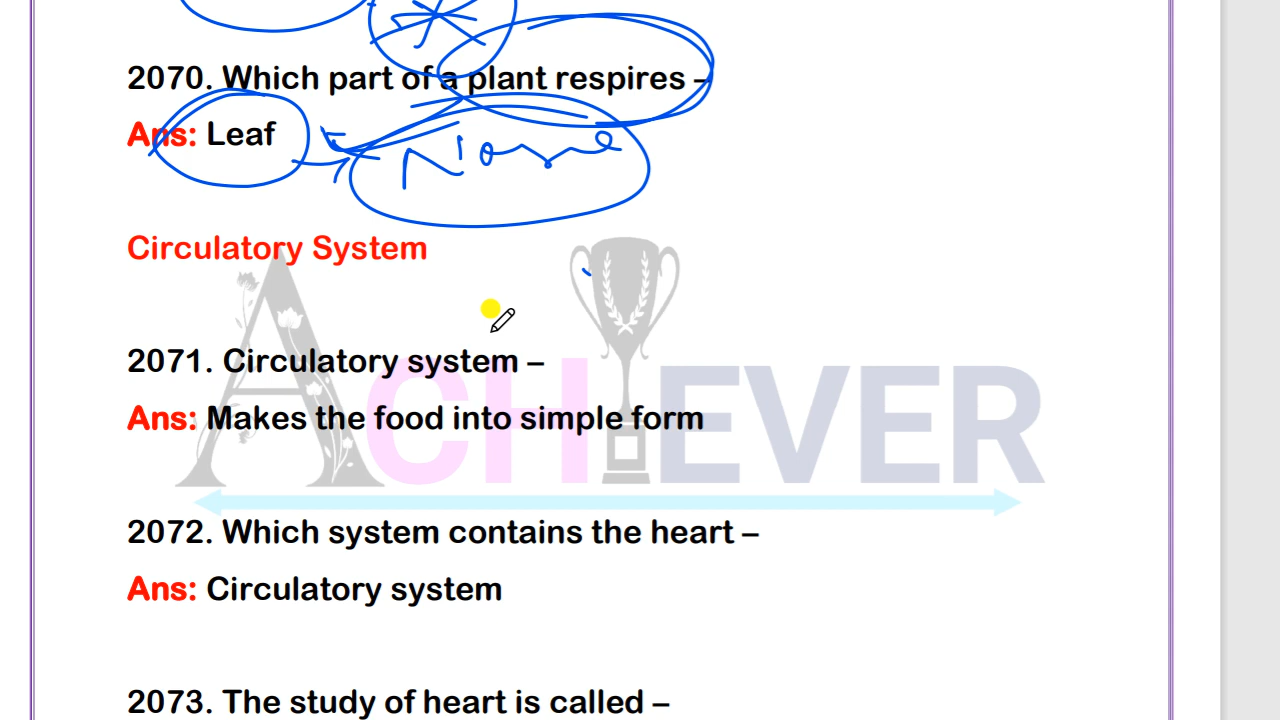 2070. Which part of a plant respires –
Ans: Leaf
Circulatory System
2071. Circulatory system –
Ans: Makes the food into simple form
ACHIEVER
2072. Which system contains the heart –
Ans: Circulatory system
2073. The study of heart is called –